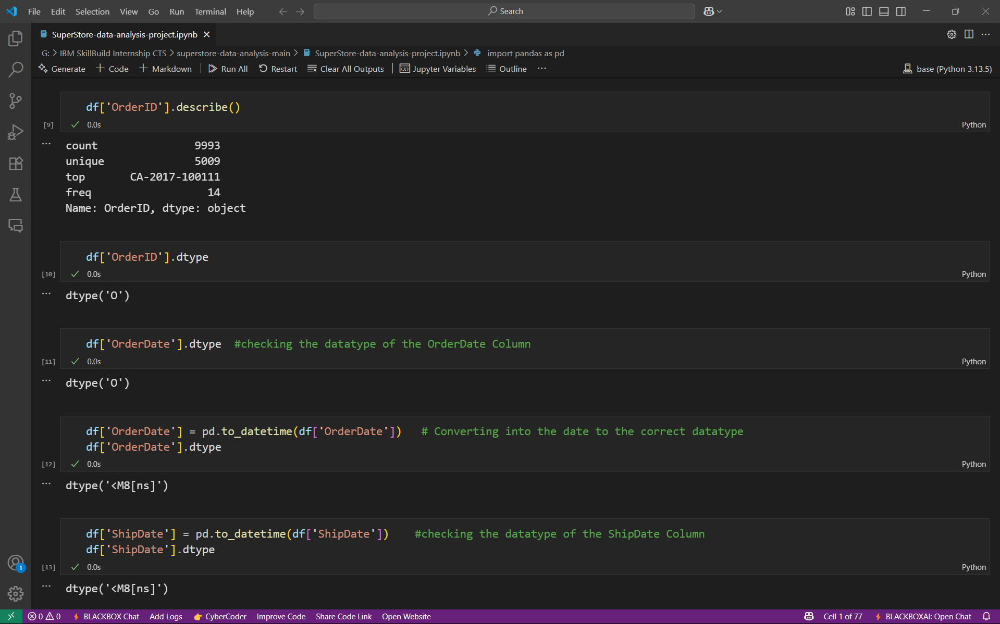 File Edit Selection View Go Run Terminal Help Search
SuperStore-data-analysis-project.ipynb
G: > IBM SkillBuild Internship CTS > superstore-data-analysis-main > SuperStore-data-analysis-project.ipynb > import pandas as pd
Generate + Code + Markdown | Run All Restart Clear All Outputs | Jupyter Variables Outline ... base (Python 3.13.5)
df['OrderID'].describe()
[9] 0.0s Python
count 9993
unique 5009
top CA-2017-100111
freq 14
Name: OrderID, dtype: object
df['OrderID'].dtype
[10] 0.0s Python
dtype('O')
df['OrderDate'].dtype #checking the datatype of the OrderDate Column
[11] 0.0s Python
dtype('O')
df['OrderDate'] = pd.to_datetime(df['OrderDate']) # Converting into the date to the correct datatype
df['OrderDate'].dtype
[12] 0.0s Python
dtype('<M8[ns]')
df['ShipDate'] = pd.to_datetime(df['ShipDate']) #checking the datatype of the ShipDate Column
df['ShipDate'].dtype
[13] 0.0s Python
dtype('<M8[ns]')
1
0 0 BLACKBOX Chat Add Logs CyberCoder Improve Code Share Code Link Open Website Cell 1 of 77 BLACKBOXAI: Open Chat